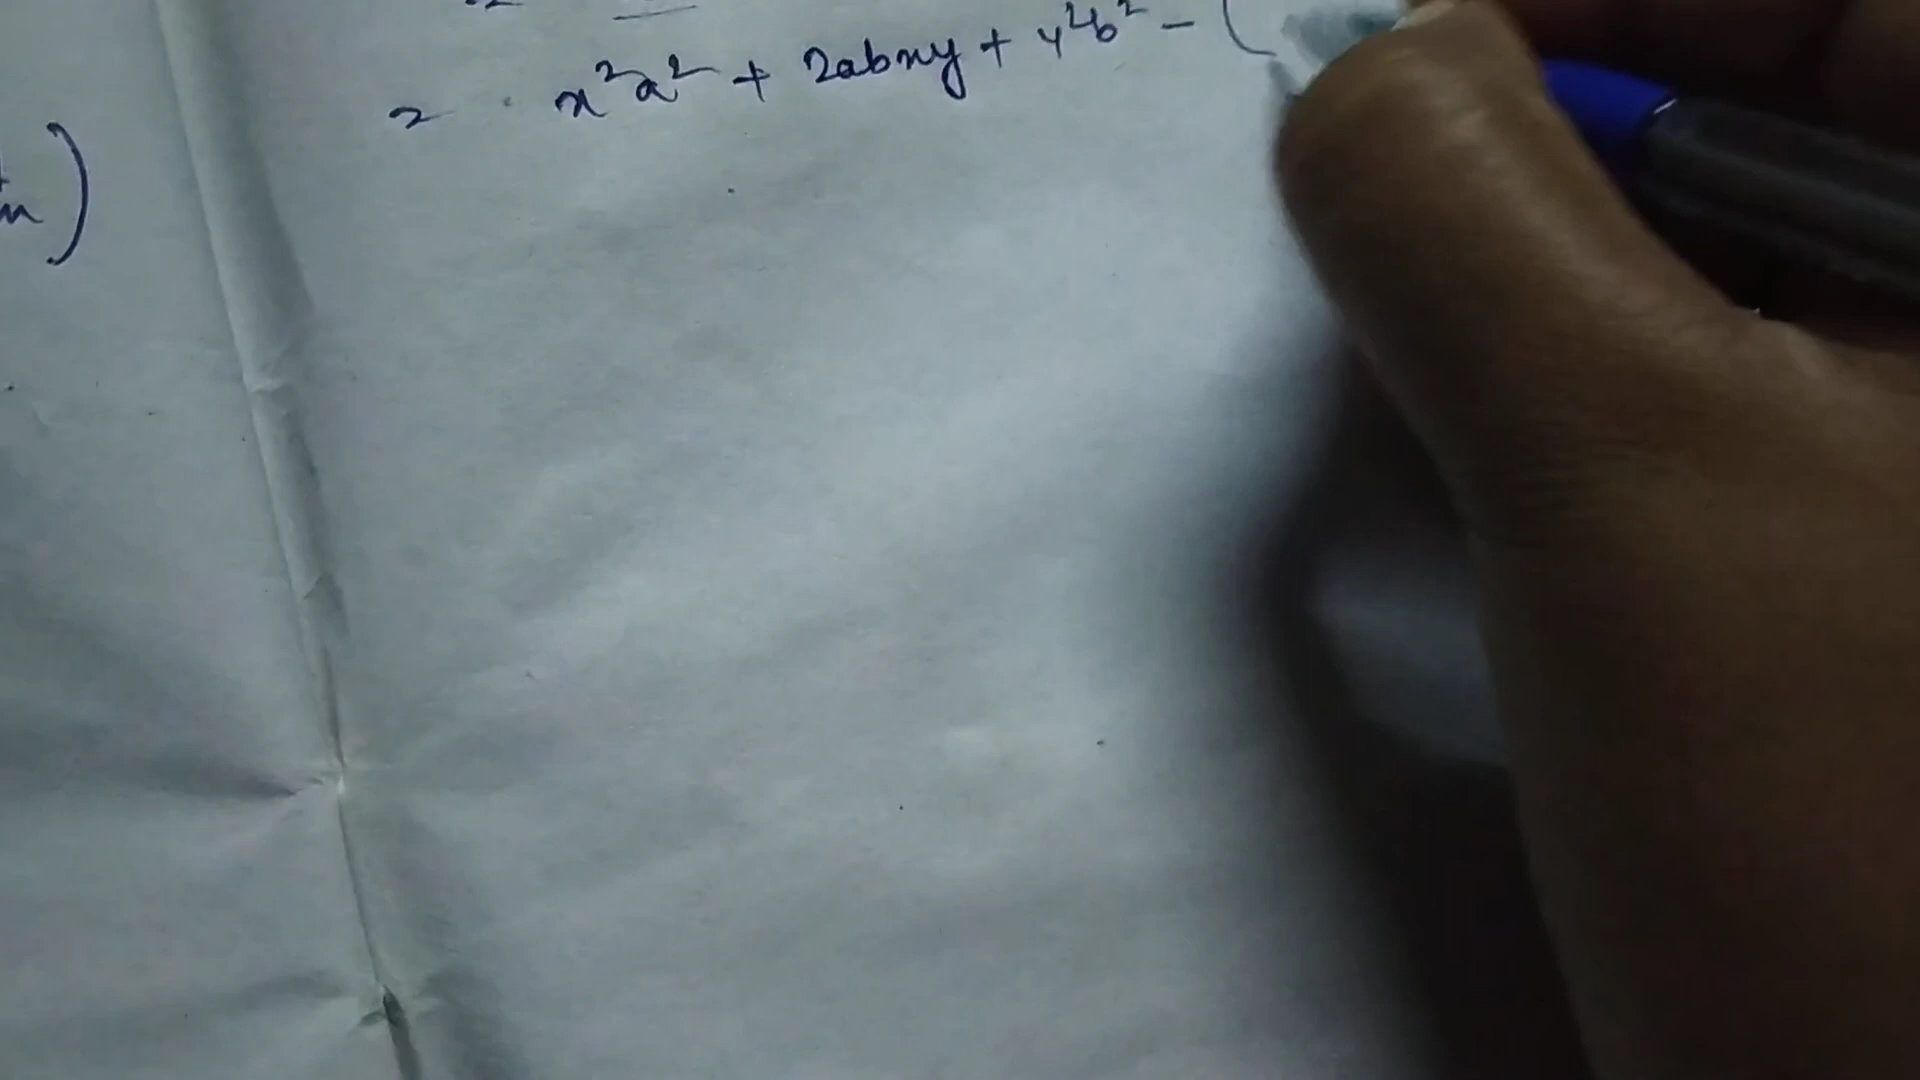 = x²a² + 2abxy + y²b² - (
m)